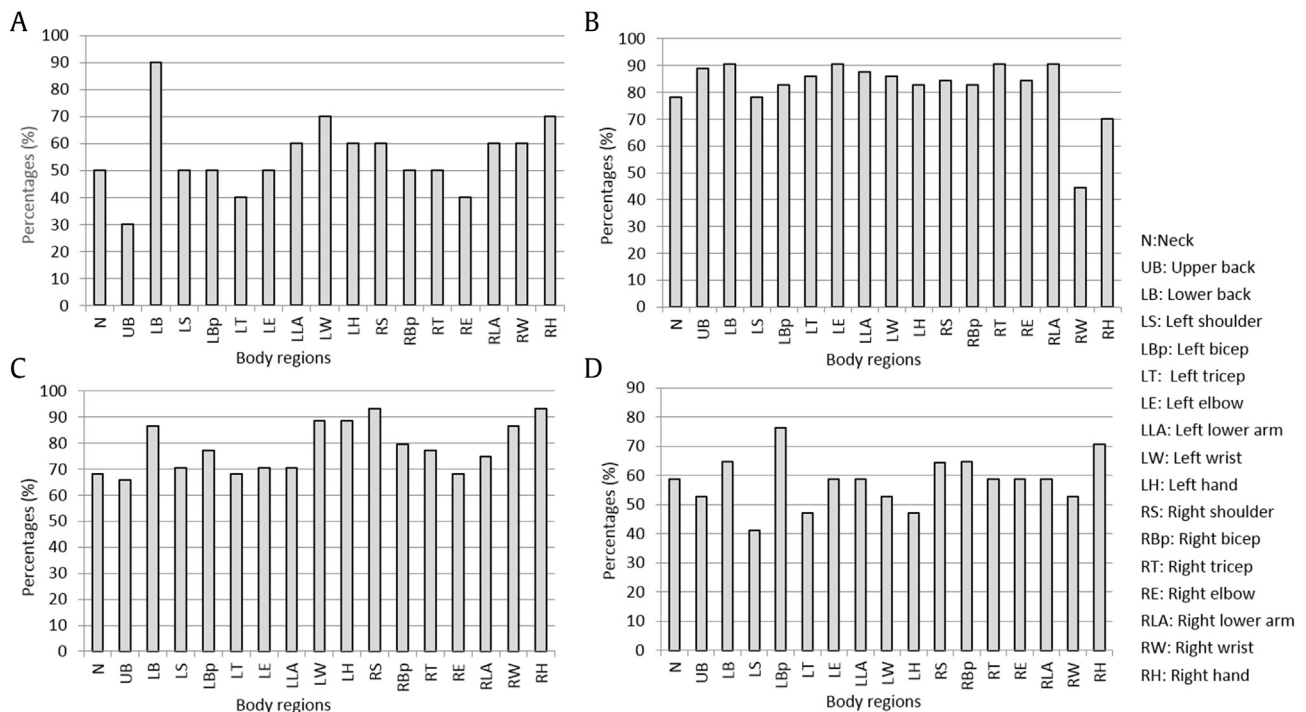 A
Percentages (%)
100
90
80
70
60
50
40
30
20
10
0
N UB LB LS LBp LT LE LLA LW LH RS RBp RT RE RLA RW RH
Body regions
B
Percentages (%)
100
90
80
70
60
50
40
30
20
10
0
N UB LB LS LBp LT LE LLA LW LH RS RBp RT RE RLA RW RH
Body regions
C
Percentages (%)
100
90
80
70
60
50
40
30
20
10
0
N UB LB LS LBp LT LE LLA LW LH RS RBp RT RE RLA RW RH
Body regions
D
Percentages (%)
90
80
70
60
50
40
30
20
10
0
N UB LB LS LBp LT LE LLA LW LH RS RBp RT RE RLA RW RH
Body regions
N:Neck
UB: Upper back
LB: Lower back
LS: Left shoulder
LBp: Left bicep
LT: Left tricep
LE: Left elbow
LLA: Left lower arm
LW: Left wrist
LH: Left hand
RS: Right shoulder
RBp: Right bicep
RT: Right tricep
RE: Right elbow
RLA: Right lower arm
RW: Right wrist
RH: Right hand